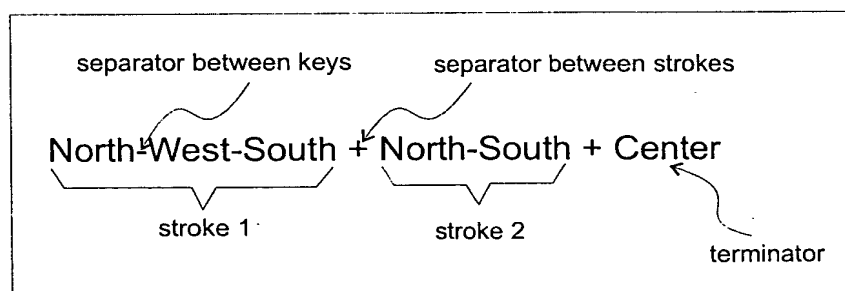 separator between keys separator between strokes
North-West-South + North-South + Center
stroke 1 stroke 2
terminator